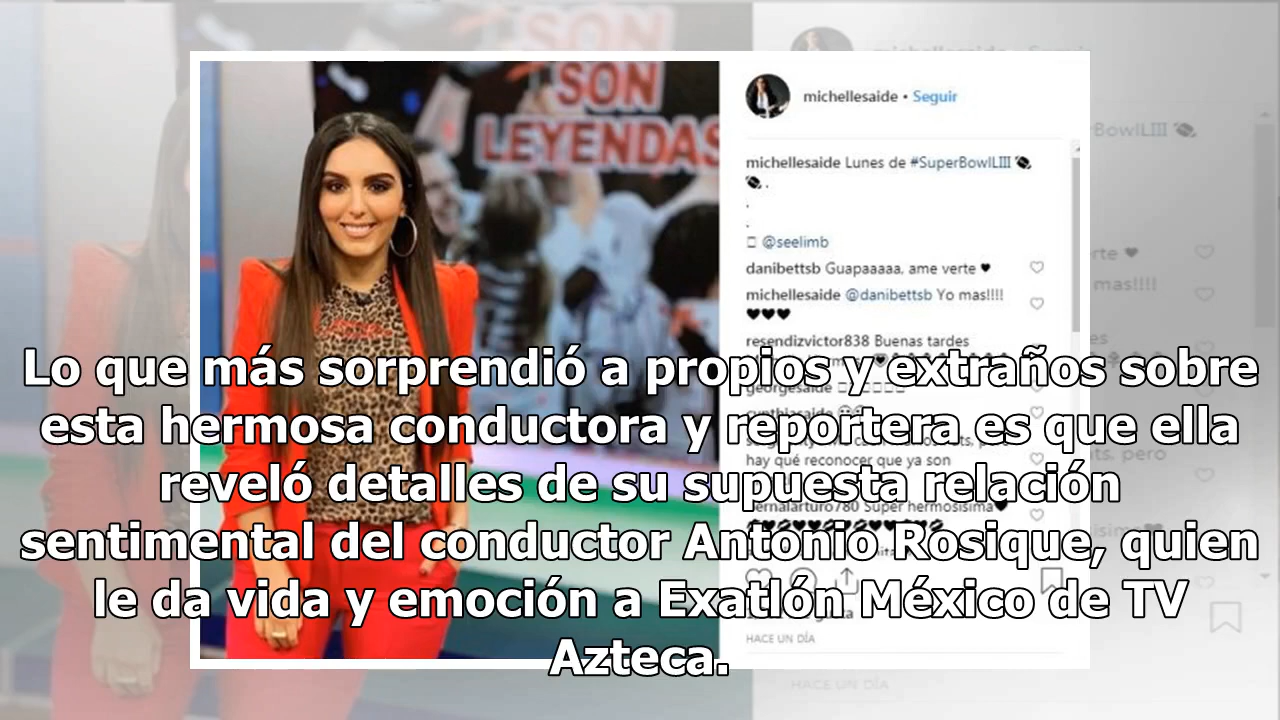 SON
SON
LEYENDAS
michellesaide • Seguir
michellesaide Lunes de #SuperBowlLIII
@seelimb
danibettsb Guapaaaaa, ame verte ♥
michellesaide @danibettsb Yo mas!!!!
♥♥♥
resendizvictor838 Buenas tardes
georgesaide
cynthiasaide
hay qué reconocer que ya son
Super hermosisima♥
HACE UN DÍA
Lo que más sorprendió a propios y extraños sobre
esta hermosa conductora y reportera es que ella
reveló detalles de su supuesta relación
sentimental del conductor Antonio Rosique, quien
le da vida y emoción a Exatlón México de TV
Azteca.